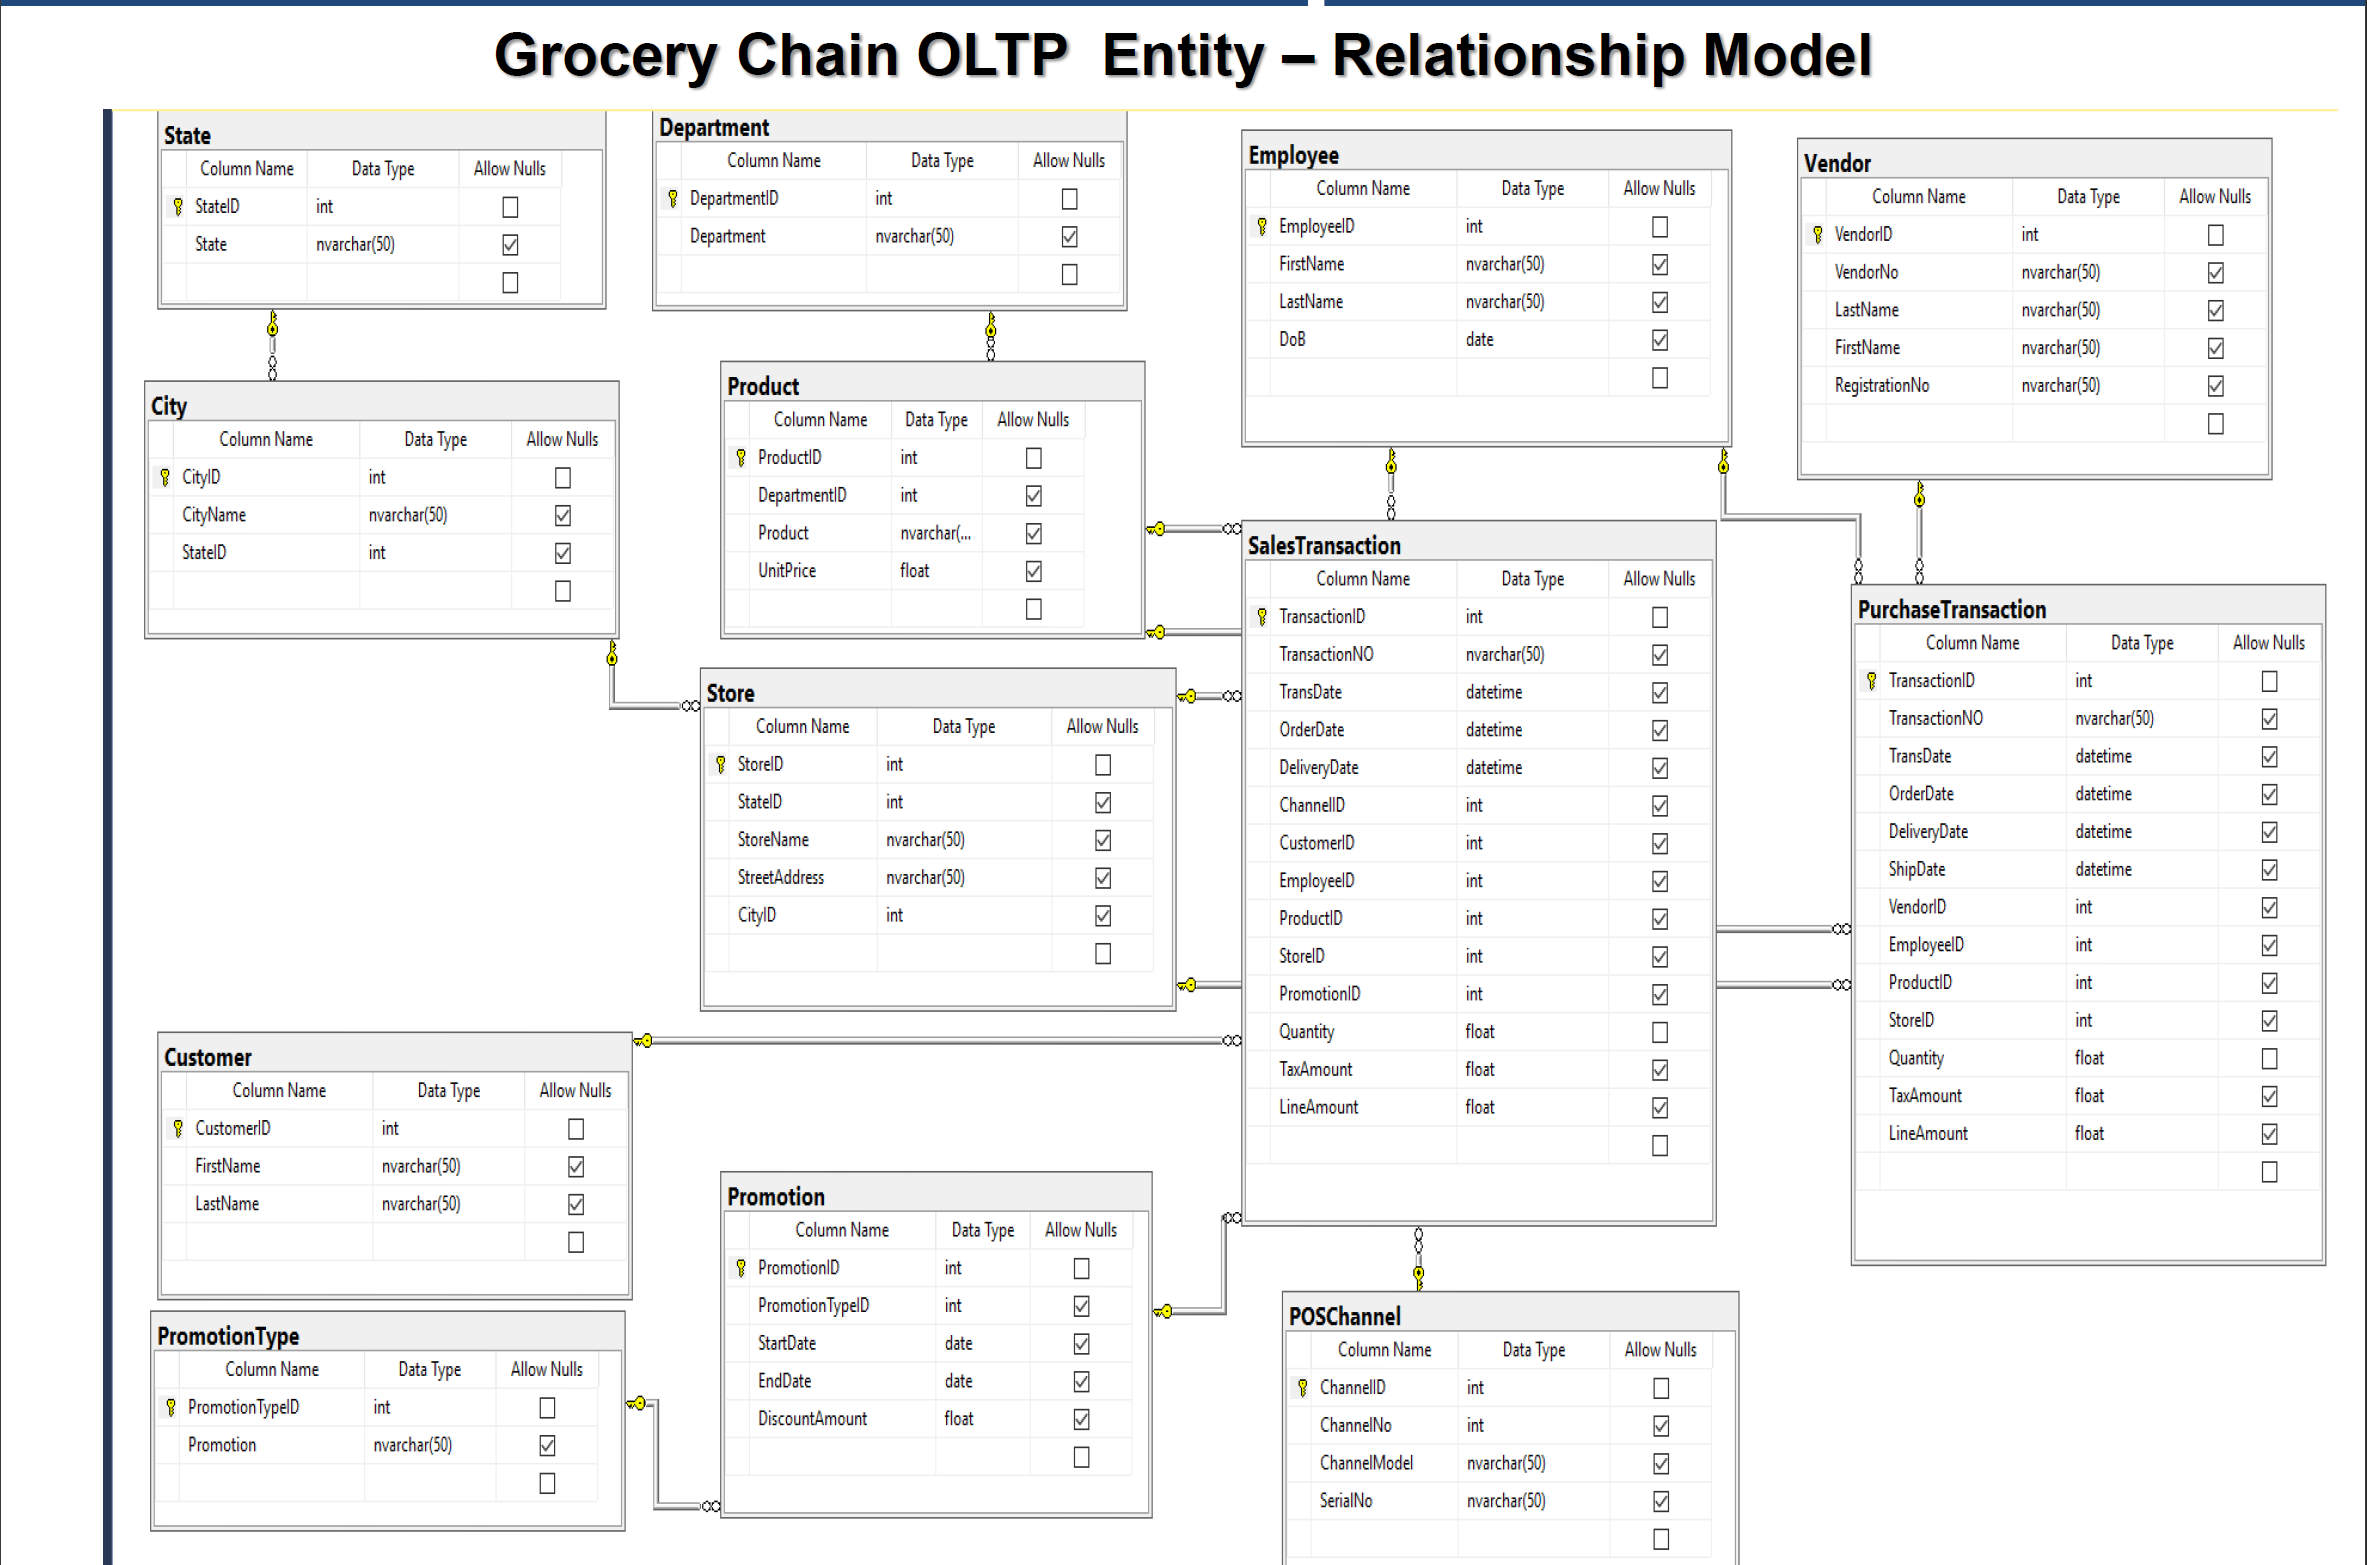 Grocery Chain OLTP  Entity – Relationship Model
State
Column Name Data Type Allow Nulls
StateID int
State nvarchar(50)
Department
Column Name Data Type Allow Nulls
DepartmentID int
Department nvarchar(50)
Employee
Column Name Data Type Allow Nulls
EmployeeID int
FirstName nvarchar(50)
LastName nvarchar(50)
DoB date
Vendor
Column Name Data Type Allow Nulls
VendorID int
VendorNo nvarchar(50)
LastName nvarchar(50)
FirstName nvarchar(50)
RegistrationNo nvarchar(50)
City
Column Name Data Type Allow Nulls
CityID int
CityName nvarchar(50)
StateID int
Product
Column Name Data Type Allow Nulls
ProductID int
DepartmentID int
Product nvarchar(...
UnitPrice float
SalesTransaction
Column Name Data Type Allow Nulls
TransactionID int
TransactionNO nvarchar(50)
TransDate datetime
OrderDate datetime
DeliveryDate datetime
ChannelID int
CustomerID int
EmployeeID int
ProductID int
StoreID int
PromotionID int
Quantity float
TaxAmount float
LineAmount float
PurchaseTransaction
Column Name Data Type Allow Nulls
TransactionID int
TransactionNO nvarchar(50)
TransDate datetime
OrderDate datetime
DeliveryDate datetime
ShipDate datetime
VendorID int
EmployeeID int
ProductID int
StoreID int
Quantity float
TaxAmount float
LineAmount float
Store
Column Name Data Type Allow Nulls
StoreID int
StateID int
StoreName nvarchar(50)
StreetAddress nvarchar(50)
CityID int
Customer
Column Name Data Type Allow Nulls
CustomerID int
FirstName nvarchar(50)
LastName nvarchar(50)
Promotion
Column Name Data Type Allow Nulls
PromotionID int
PromotionTypeID int
StartDate date
EndDate date
DiscountAmount float
PromotionType
Column Name Data Type Allow Nulls
PromotionTypeID int
Promotion nvarchar(50)
POSChannel
Column Name Data Type Allow Nulls
ChannelID int
ChannelNo int
ChannelModel nvarchar(50)
SerialNo nvarchar(50)